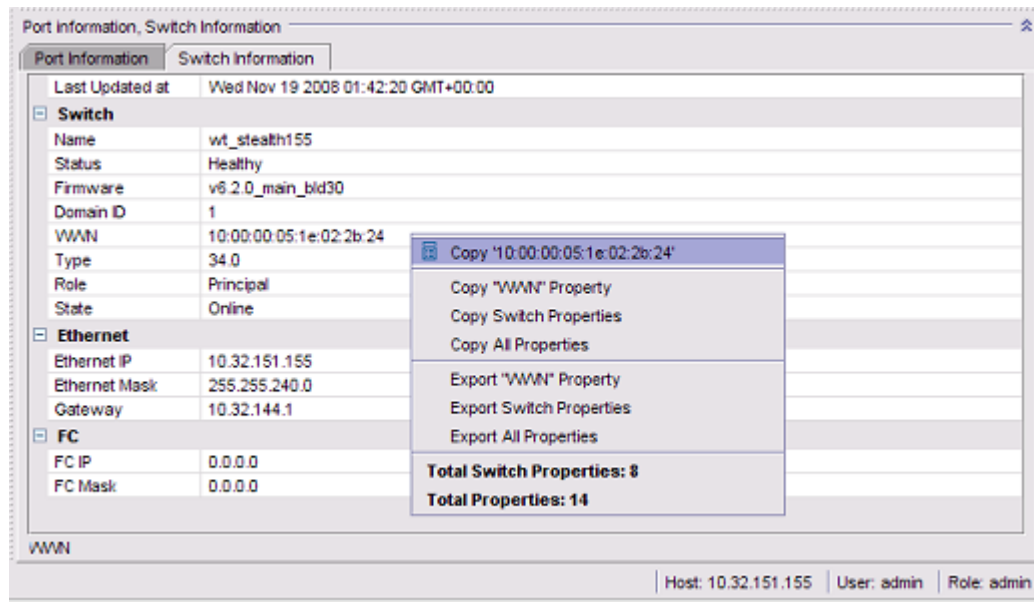 Port information, Switch Information
Port Information Switch Information
Last Updated at Wed Nov 19 2008 01:42:20 GMT+00:00
Switch
Name wt_stealth155
Status Healthy
Firmware v6.2.0_main_bld30
Domain ID 1
WWN 10:00:00:05:1e:02:2b:24
Copy '10:00:00:05:1e:02:2b:24'
Type 34.0
Role Principal
Copy "WWN" Property
State Online
Copy Switch Properties
Ethernet
Copy All Properties
Ethernet IP 10.32.151.155
Ethernet Mask 255.255.240.0
Export "WWN" Property
Gateway 10.32.144.1
Export Switch Properties
FC
Export All Properties
FC IP 0.0.0.0
Total Switch Properties: 8
FC Mask 0.0.0.0
Total Properties: 14
WWN
Host: 10.32.151.155 User: admin Role: admin